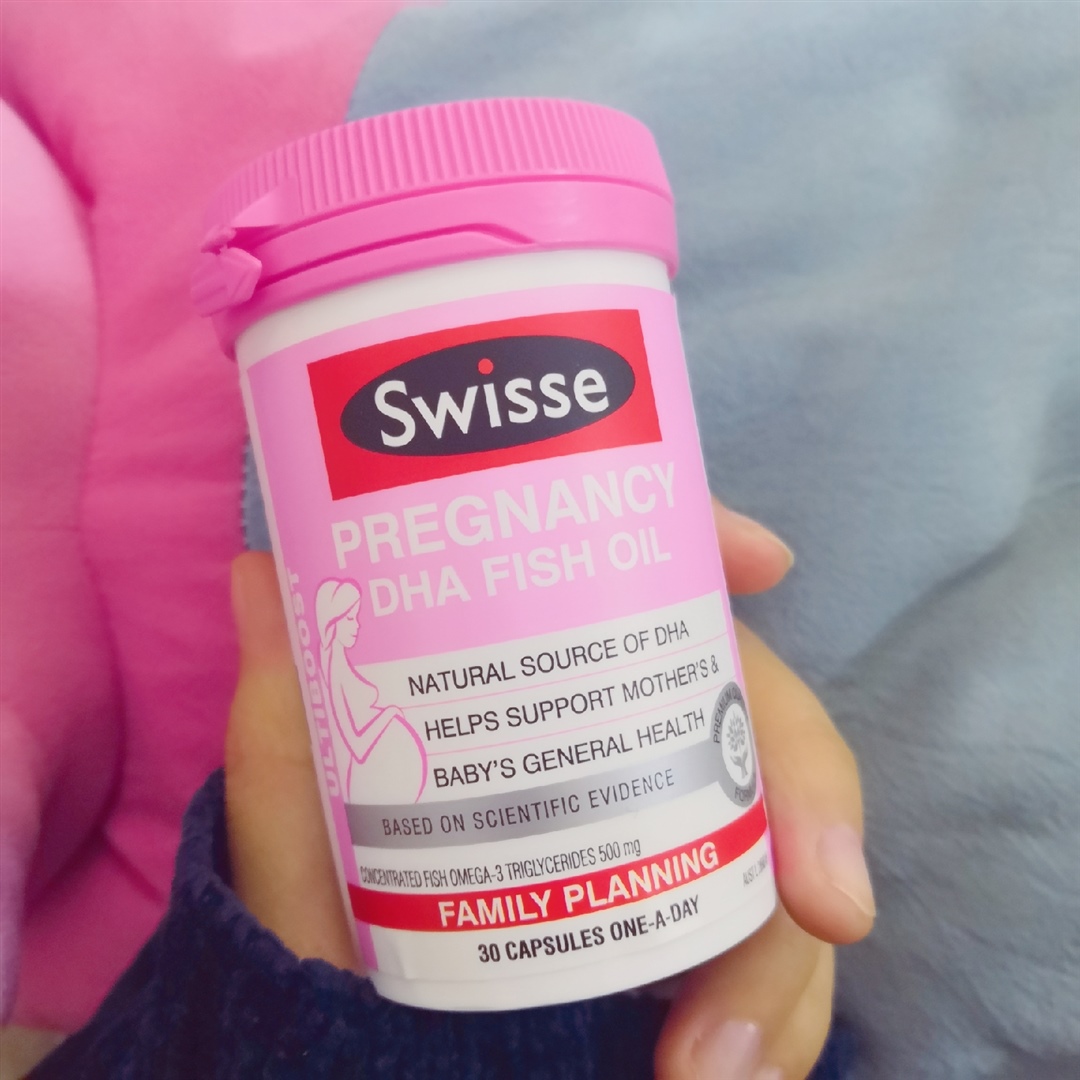 Swisse
PREGNANCY
DHA FISH OIL
ULTIBOOST
NATURAL SOURCE OF DHA
HELPS SUPPORT MOTHER'S &
BABY'S GENERAL HEALTH
PREMIUM
BASED ON SCIENTIFIC EVIDENCE
CONCENTRATED FISH OMEGA-3 TRIGLYCERIDES 500 mg
FAMILY PLANNING
30 CAPSULES ONE-A-DAY